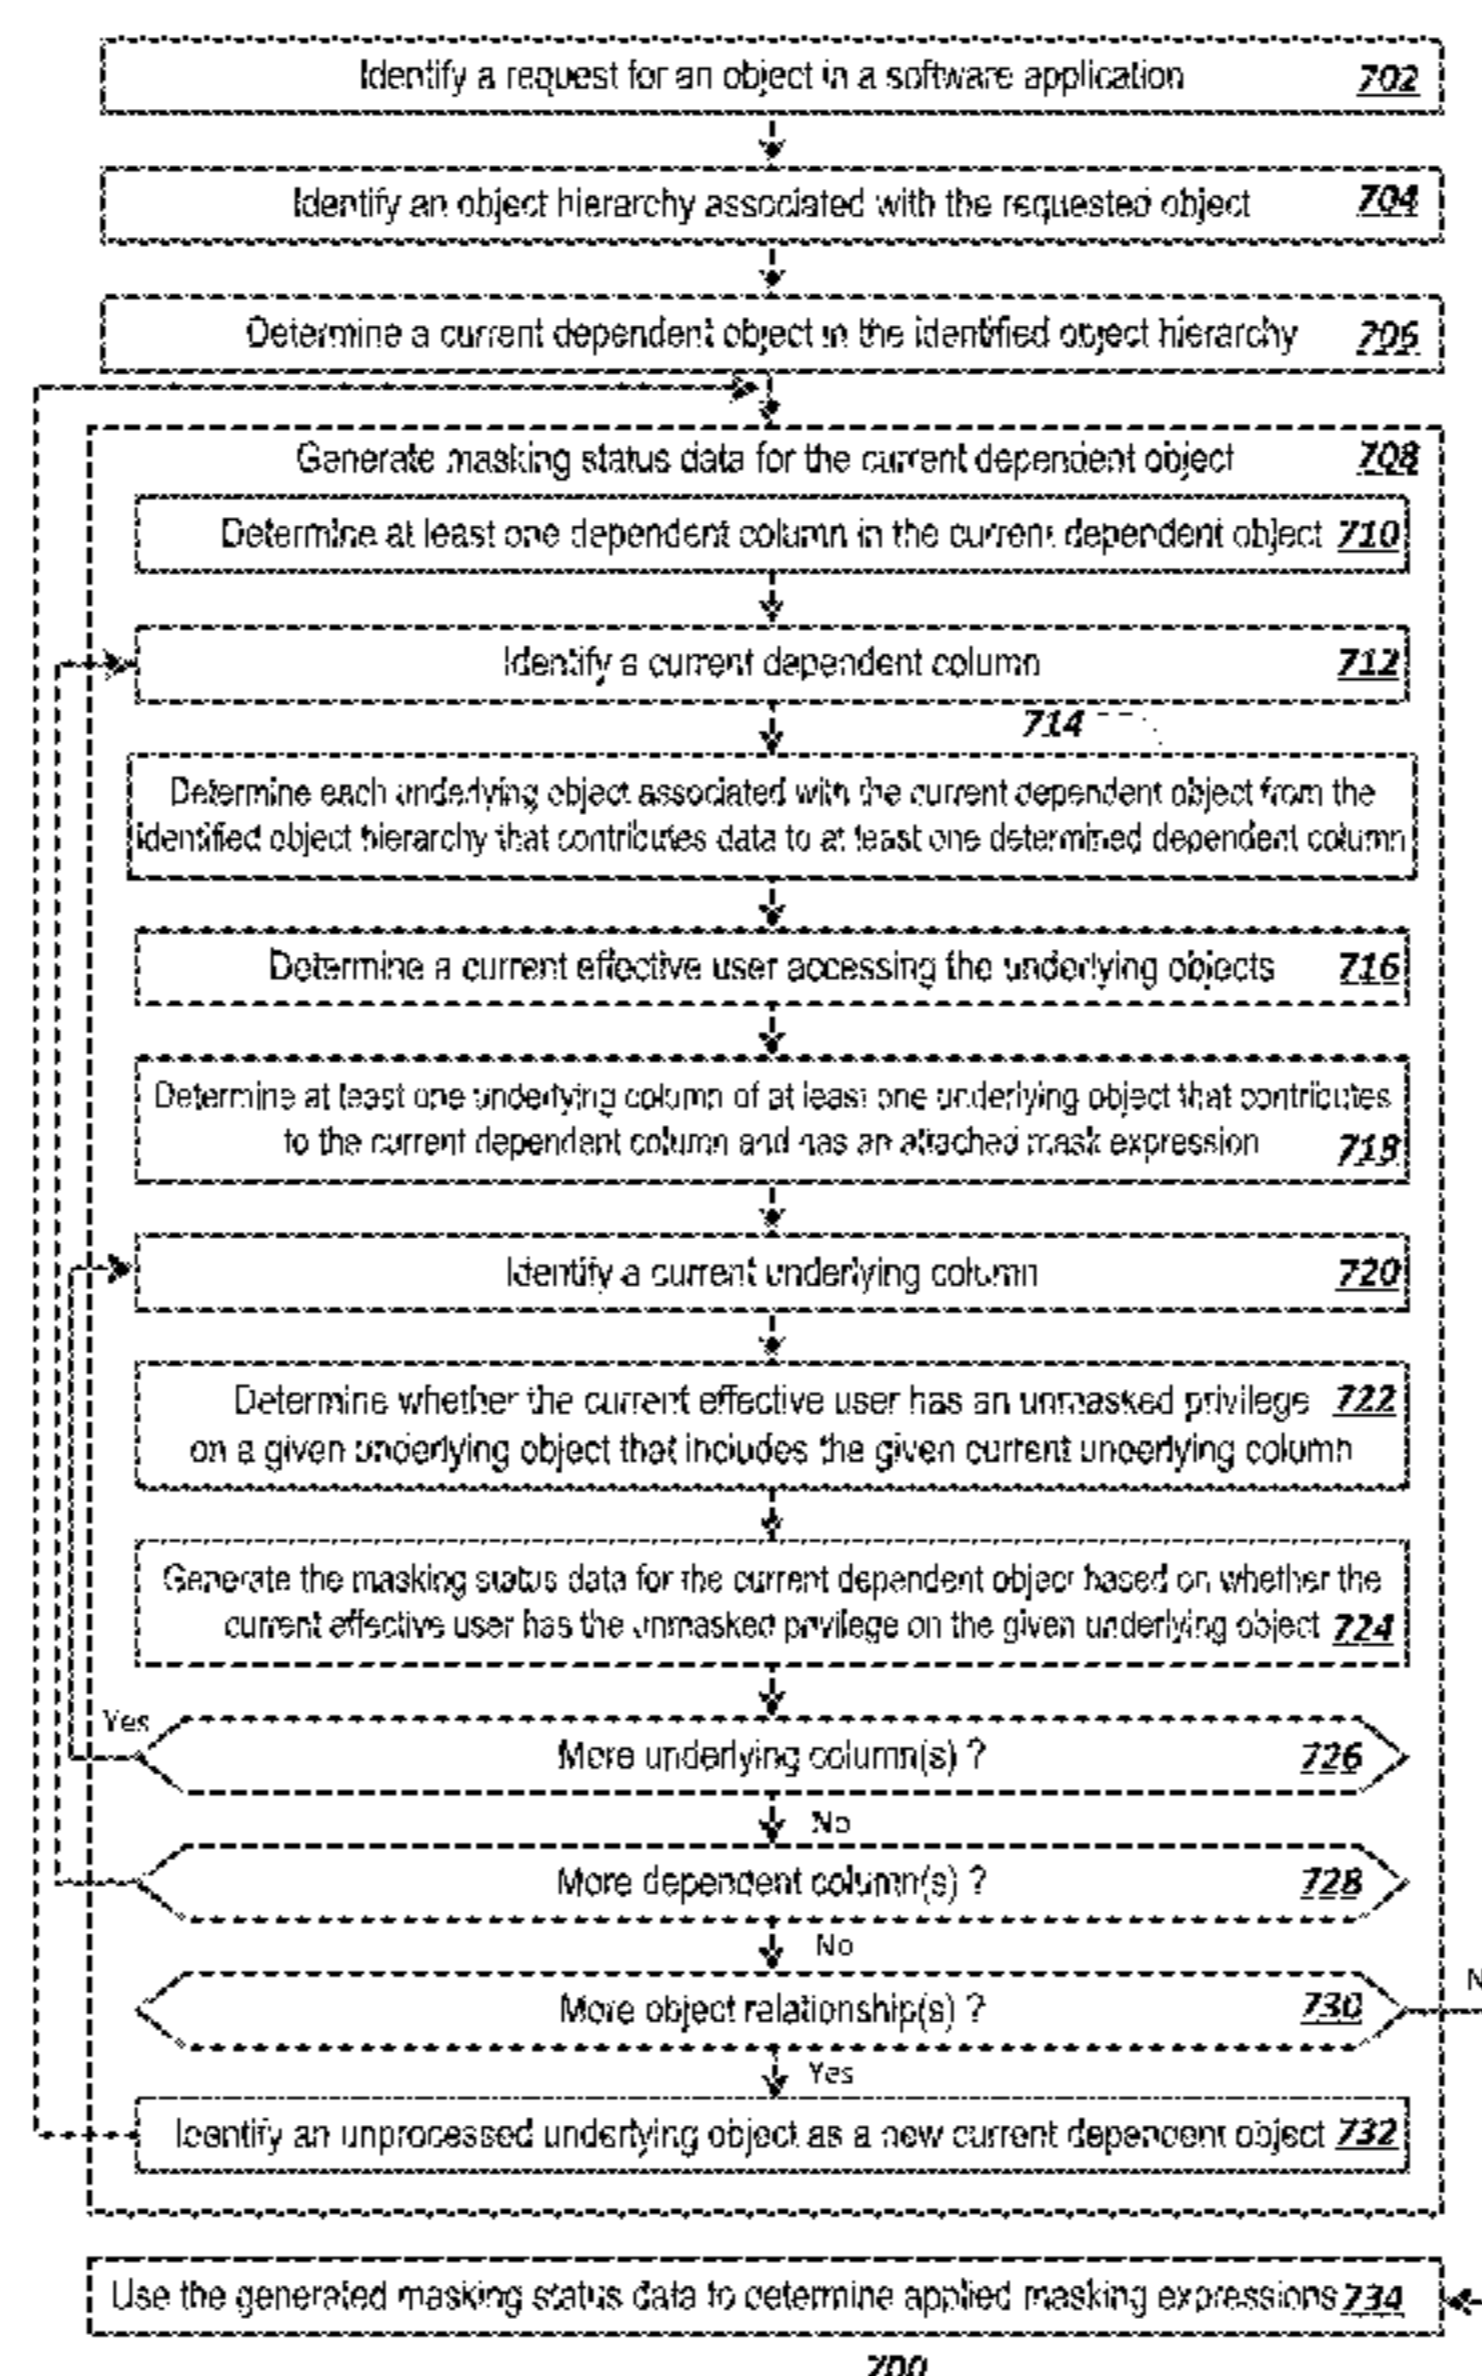 Identify a request for an object in a software application 702
Identify an object hierarchy associated with the requested object 704
Determine a current dependent object in the identified object hierarchy 706
Generate masking status data for the current dependent object 708
Determine at least one dependent column in the current dependent object 710
Identify a current dependent column 712
714
Determine each underlying object associated with the current dependent object from the
identified object hierarchy that contributes data to at least one determined dependent column
Determine a current effective user accessing the underlying objects 716
Determine at least one underlying column of at least one underlying object that contributes
to the current dependent column and has an attached mask expression 718
Identify a current underlying column 720
Determine whether the current effective user has an unmasked privilege 722
on a given underlying object that includes the given current underlying column
Generate the masking status data for the current dependent object based on whether the
current effective user has the unmasked privilege on the given underlying object 724
Yes
More underlying column(s) ? 726
No
More dependent column(s) ? 728
No
More object relationship(s) ? 730
Yes
Identify an unprocessed underlying object as a new current dependent object 732
Use the generated masking status data to determine applied masking expressions 734
700